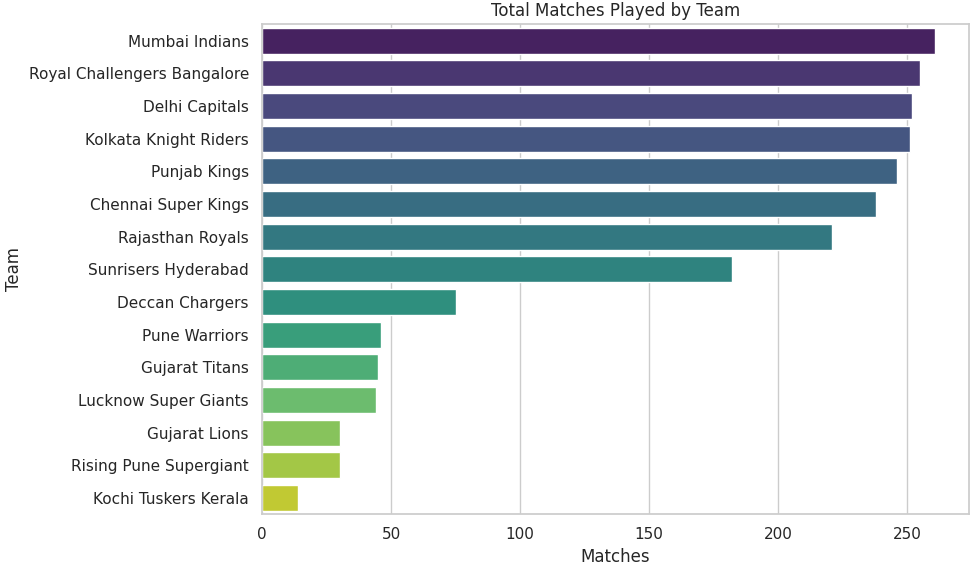 Total Matches Played by Team
Mumbai Indians
Royal Challengers Bangalore
Delhi Capitals
Kolkata Knight Riders
Punjab Kings
Chennai Super Kings
Rajasthan Royals
Sunrisers Hyderabad
Deccan Chargers
Pune Warriors
Gujarat Titans
Lucknow Super Giants
Gujarat Lions
Rising Pune Supergiant
Kochi Tuskers Kerala
Team
0 50 100 150 200 250
Matches